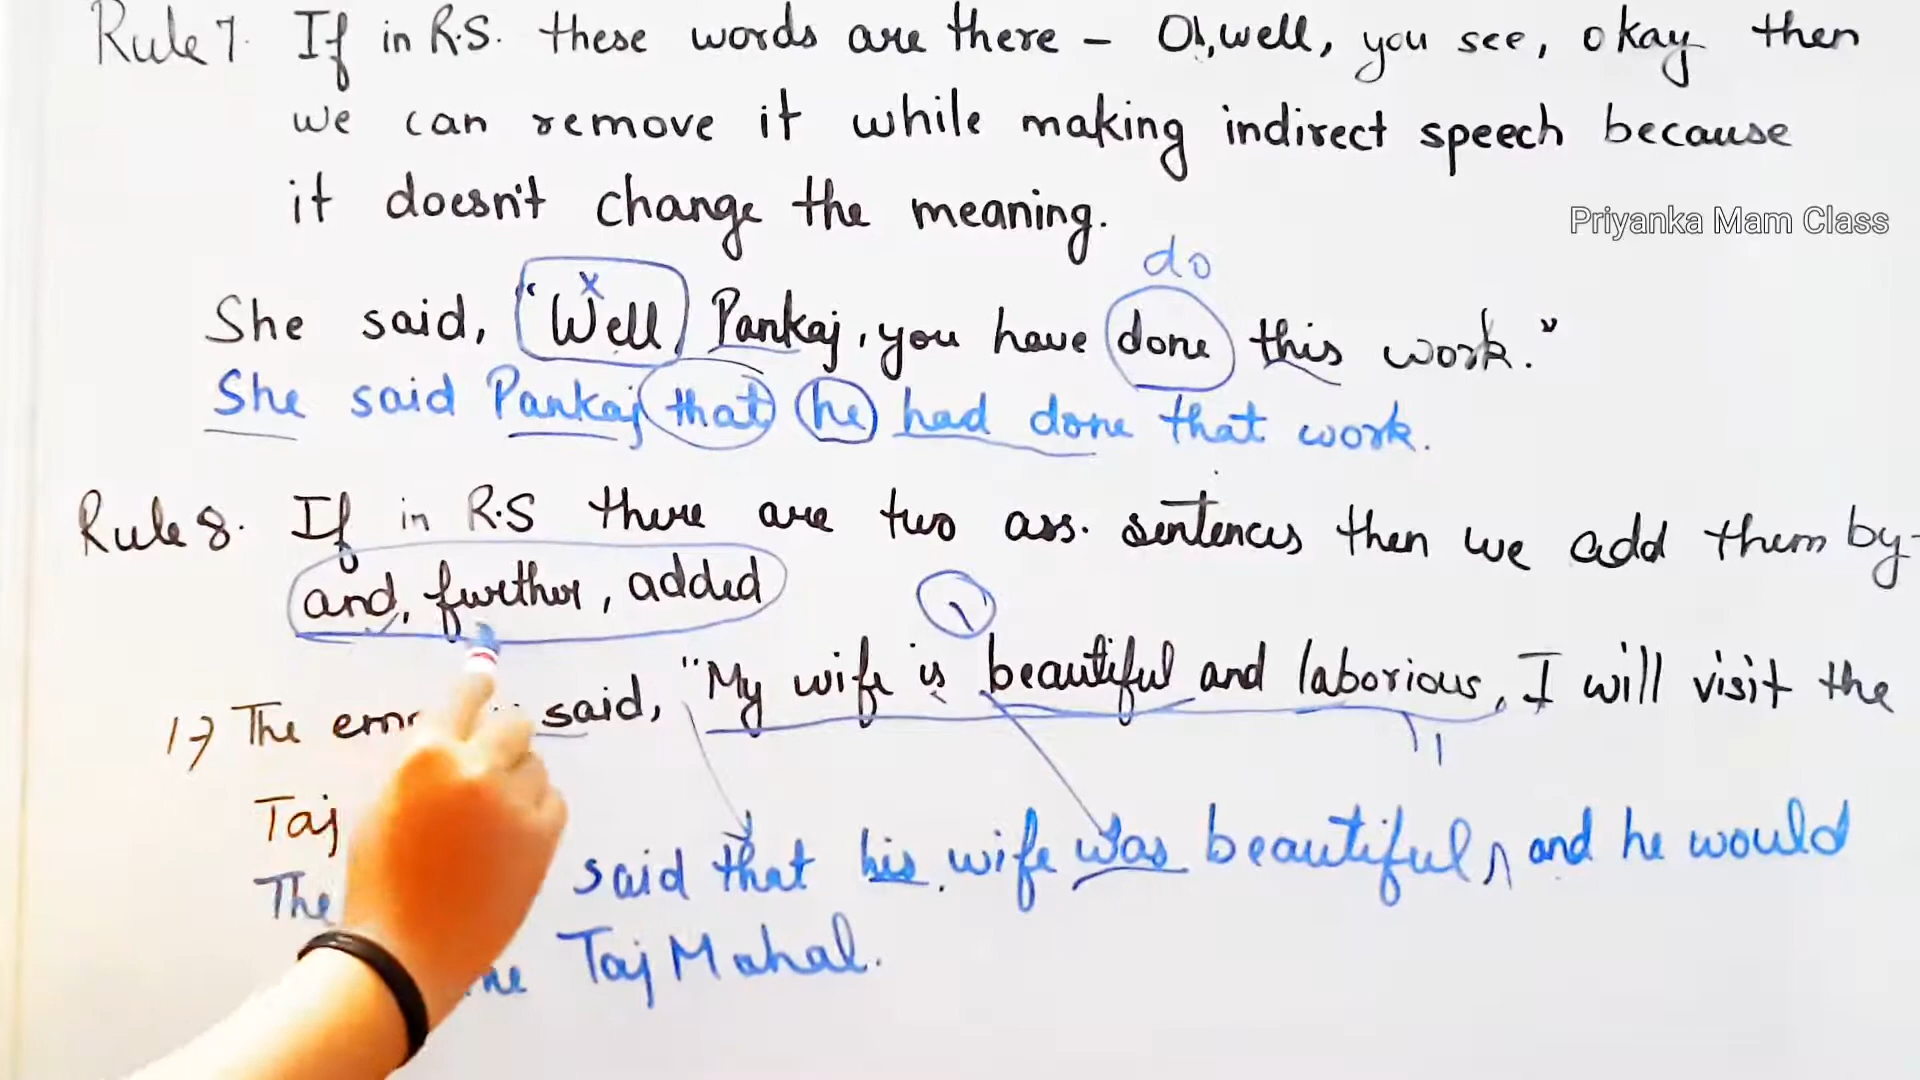 Rule 7. If in R.S. these words are there - Oh, well, you see, okay then
we can remove it while making indirect speech because
it doesn't change the meaning.
Priyanka Mam Class
do
x
She said, "Well, Pankaj, you have done this work."
She said Pankaj that he had done that work.
Rule 8. If in R.S there are two ass. sentences then we add them by-
and, further, added
1
1→ The said, "My wife is beautiful and laborious, I will visit the
1
Taj
The said that his wife was beautiful, and he would
Taj Mahal.